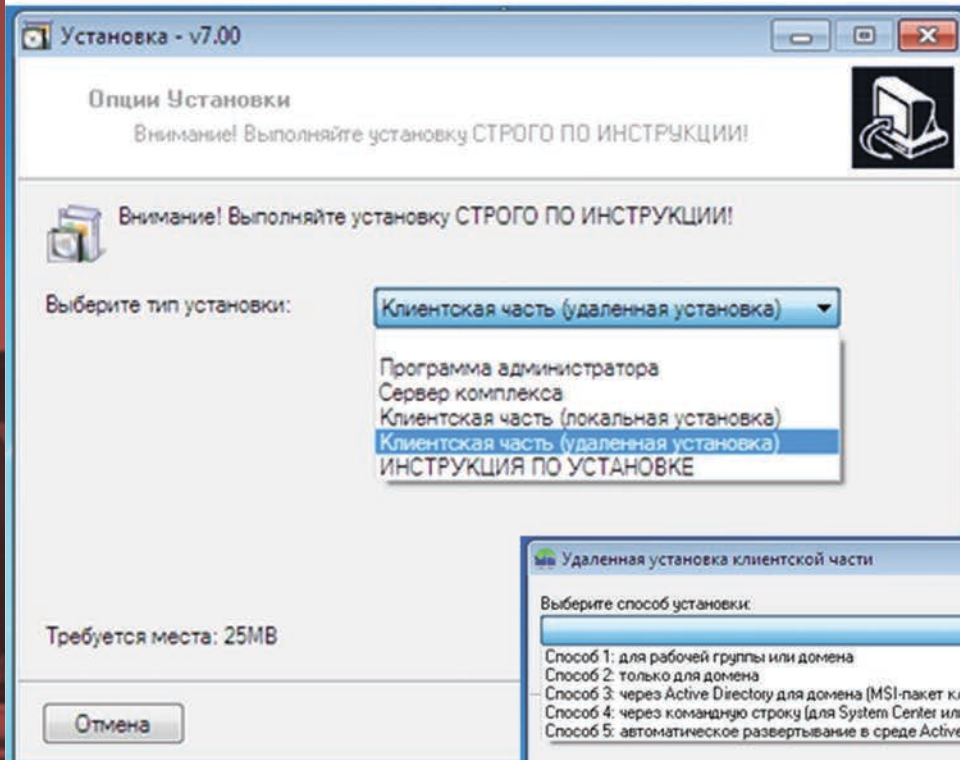 Установка - v7.00
Опции Установки
Внимание! Выполняйте установку СТРОГО ПО ИНСТРУКЦИИ!
Внимание! Выполняйте установку СТРОГО ПО ИНСТРУКЦИИ!
Выберите тип установки:
Клиентская часть (удаленная установка)
Программа администратора
Сервер комплекса
Клиентская часть (локальная установка)
Клиентская часть (удаленная установка)
ИНСТРУКЦИЯ ПО УСТАНОВКЕ
Требуется места: 25MB
Отмена
Удаленная установка клиентской части
Выберите способ установки:
Способ 1: для рабочей группы или домена
Способ 2: только для домена
Способ 3: через Active Directory для домена (MSI-пакет
Способ 4: через командную строку (для System Center
Способ 5: автоматическое развертывание в среде Active